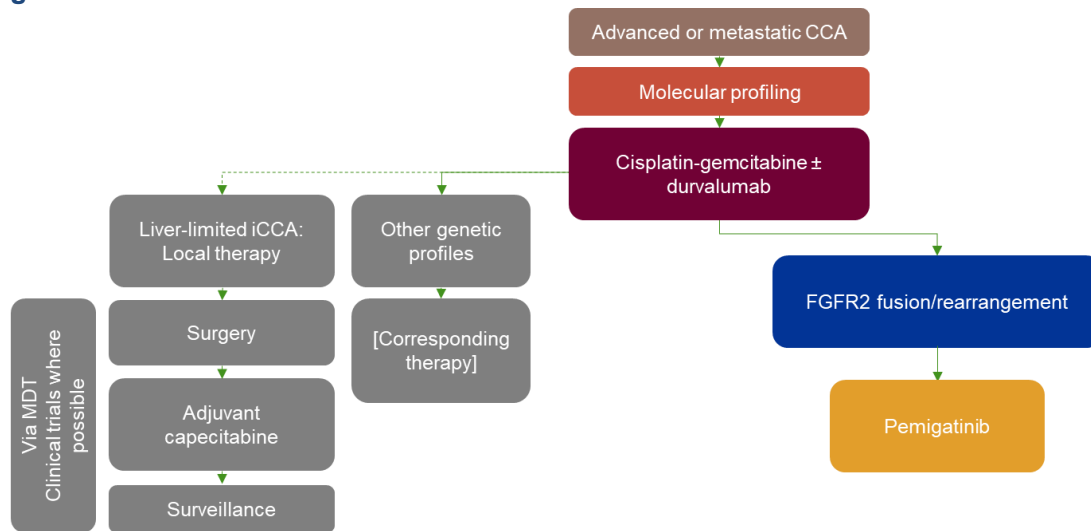 g
Advanced or metastatic CCA
Molecular profiling
Cisplatin-gemcitabine ±
durvalumab
Liver-limited iCCA:
Local therapy
Other genetic
profiles
FGFR2 fusion/rearrangement
Via MDT
Clinical trials where
possible
Surgery
[Corresponding
therapy]
Adjuvant
capecitabine
Pemigatinib
Surveillance